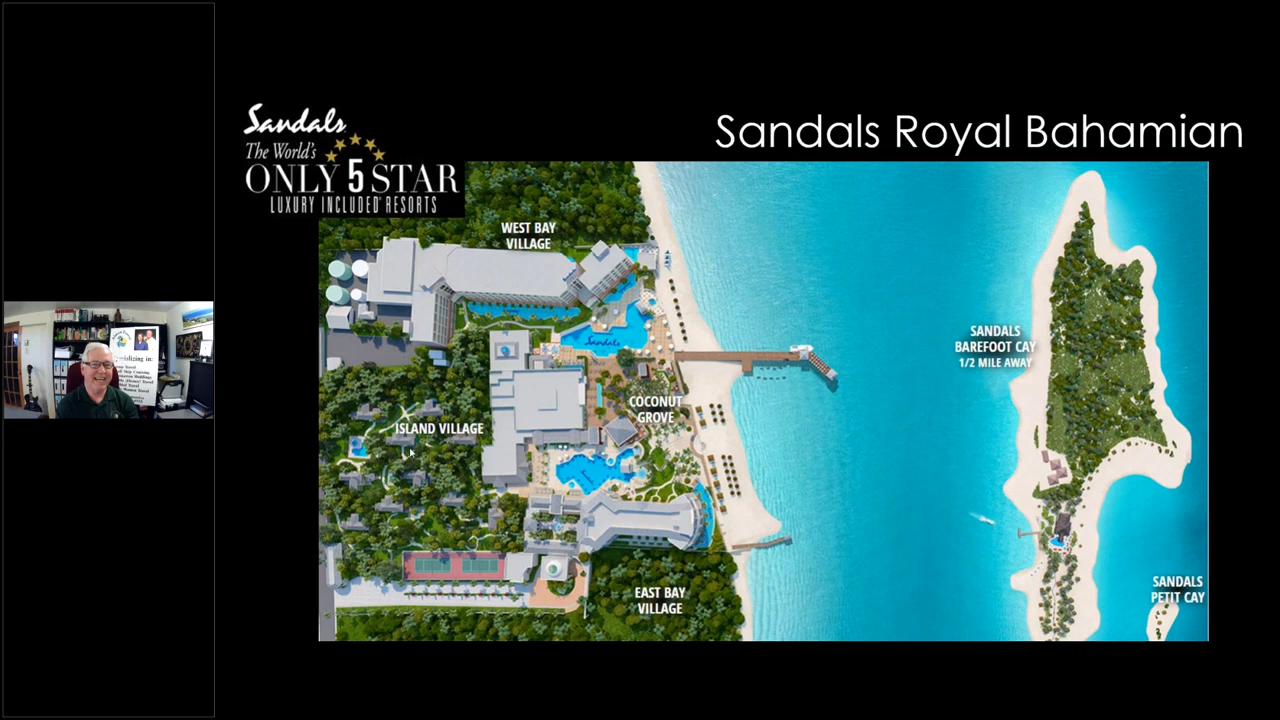 Sandals
The World's
ONLY 5 STAR
LUXURY INCLUDED® RESORTS
Sandals Royal Bahamian
WEST BAY
VILLAGE
Sandals
SANDALS
BAREFOOT CAY
1/2 MILE AWAY
COCONUT
GROVE
ISLAND VILLAGE
EAST BAY
VILLAGE
SANDALS
PETIT CAY